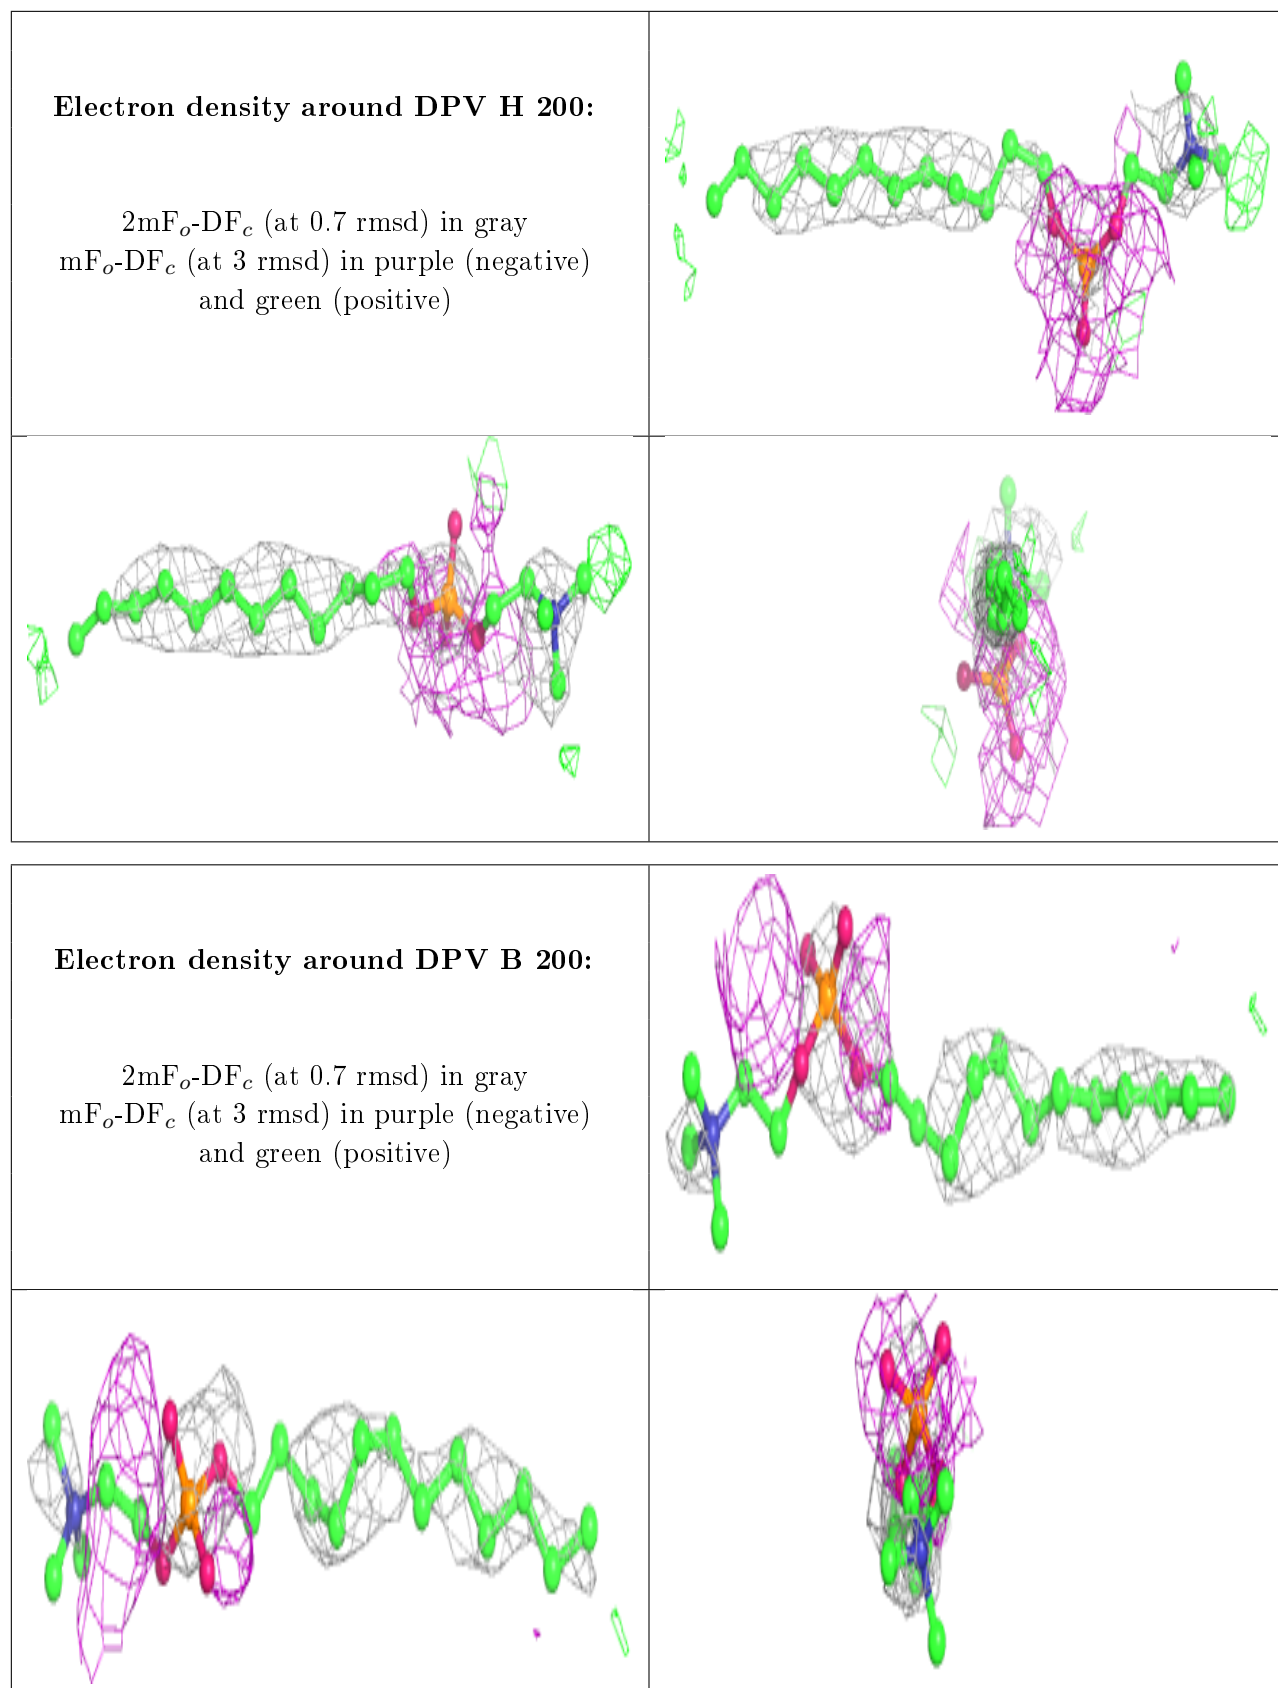 Electron density around DPV H 200:
2mFo-DFc (at 0.7 rmsd) in gray
mFo-DFc (at 3 rmsd) in purple (negative)
and green (positive)
Electron density around DPV B 200:
2mFo-DFc (at 0.7 rmsd) in gray
mFo-DFc (at 3 rmsd) in purple (negative)
and green (positive)